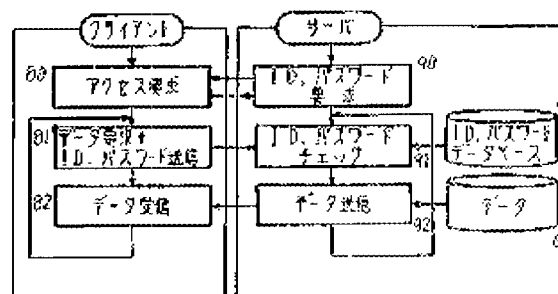 クライアント
サーバ
80
アクセス要求
90
ID、パスワード
要求
81
データ要求+
ID、パスワード送信
ID、パスワード
チェック
91
ID、パスワード
データベース
82
データ受信
データ送信
92
データ